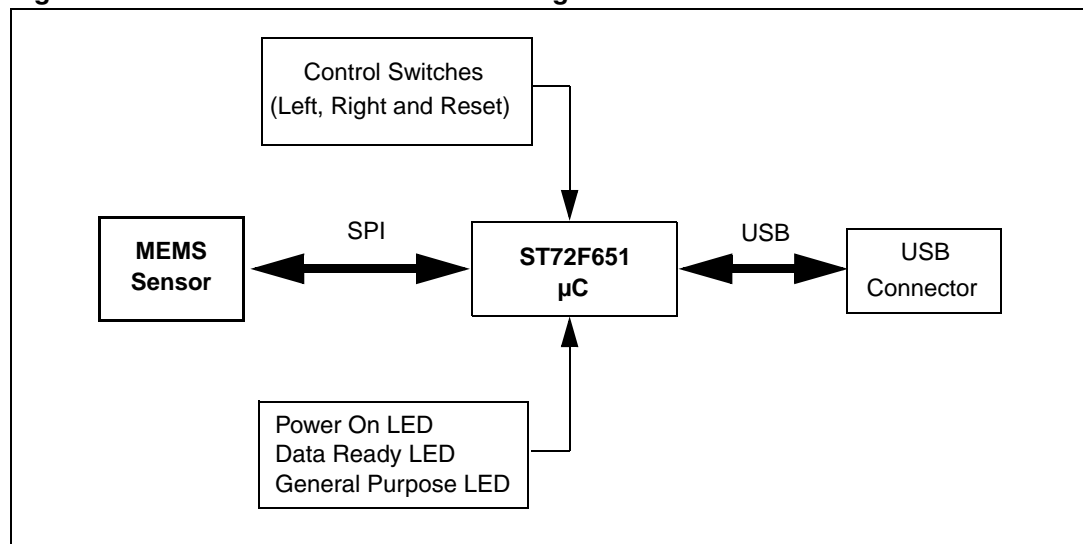 Control Switches
(Left, Right and Reset)
MEMS
Sensor
SPI
ST72F651
µC
USB
USB
Connector
Power On LED
Data Ready LED
General Purpose LED